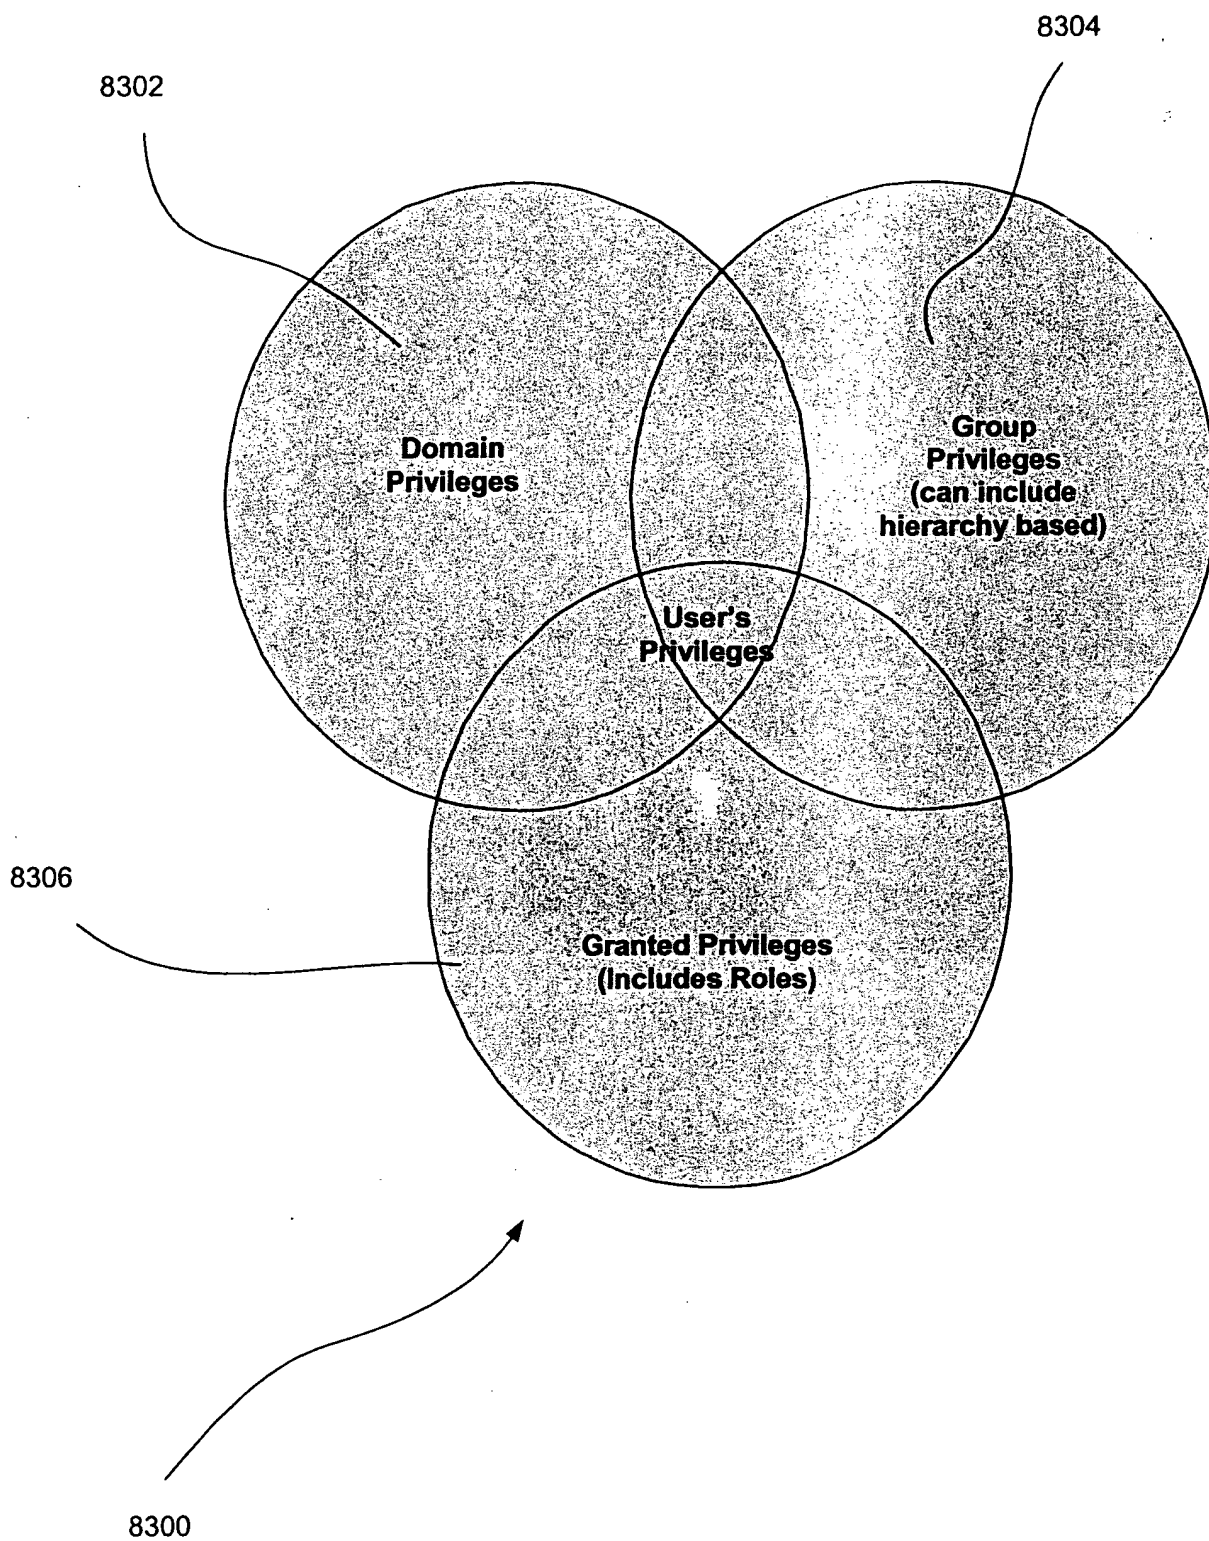 8304
8302
Domain
Privileges
Group
Privileges
(can include
hierarchy based)
User's
Privileges
8306
Granted Privileges
(Includes Roles)
8300